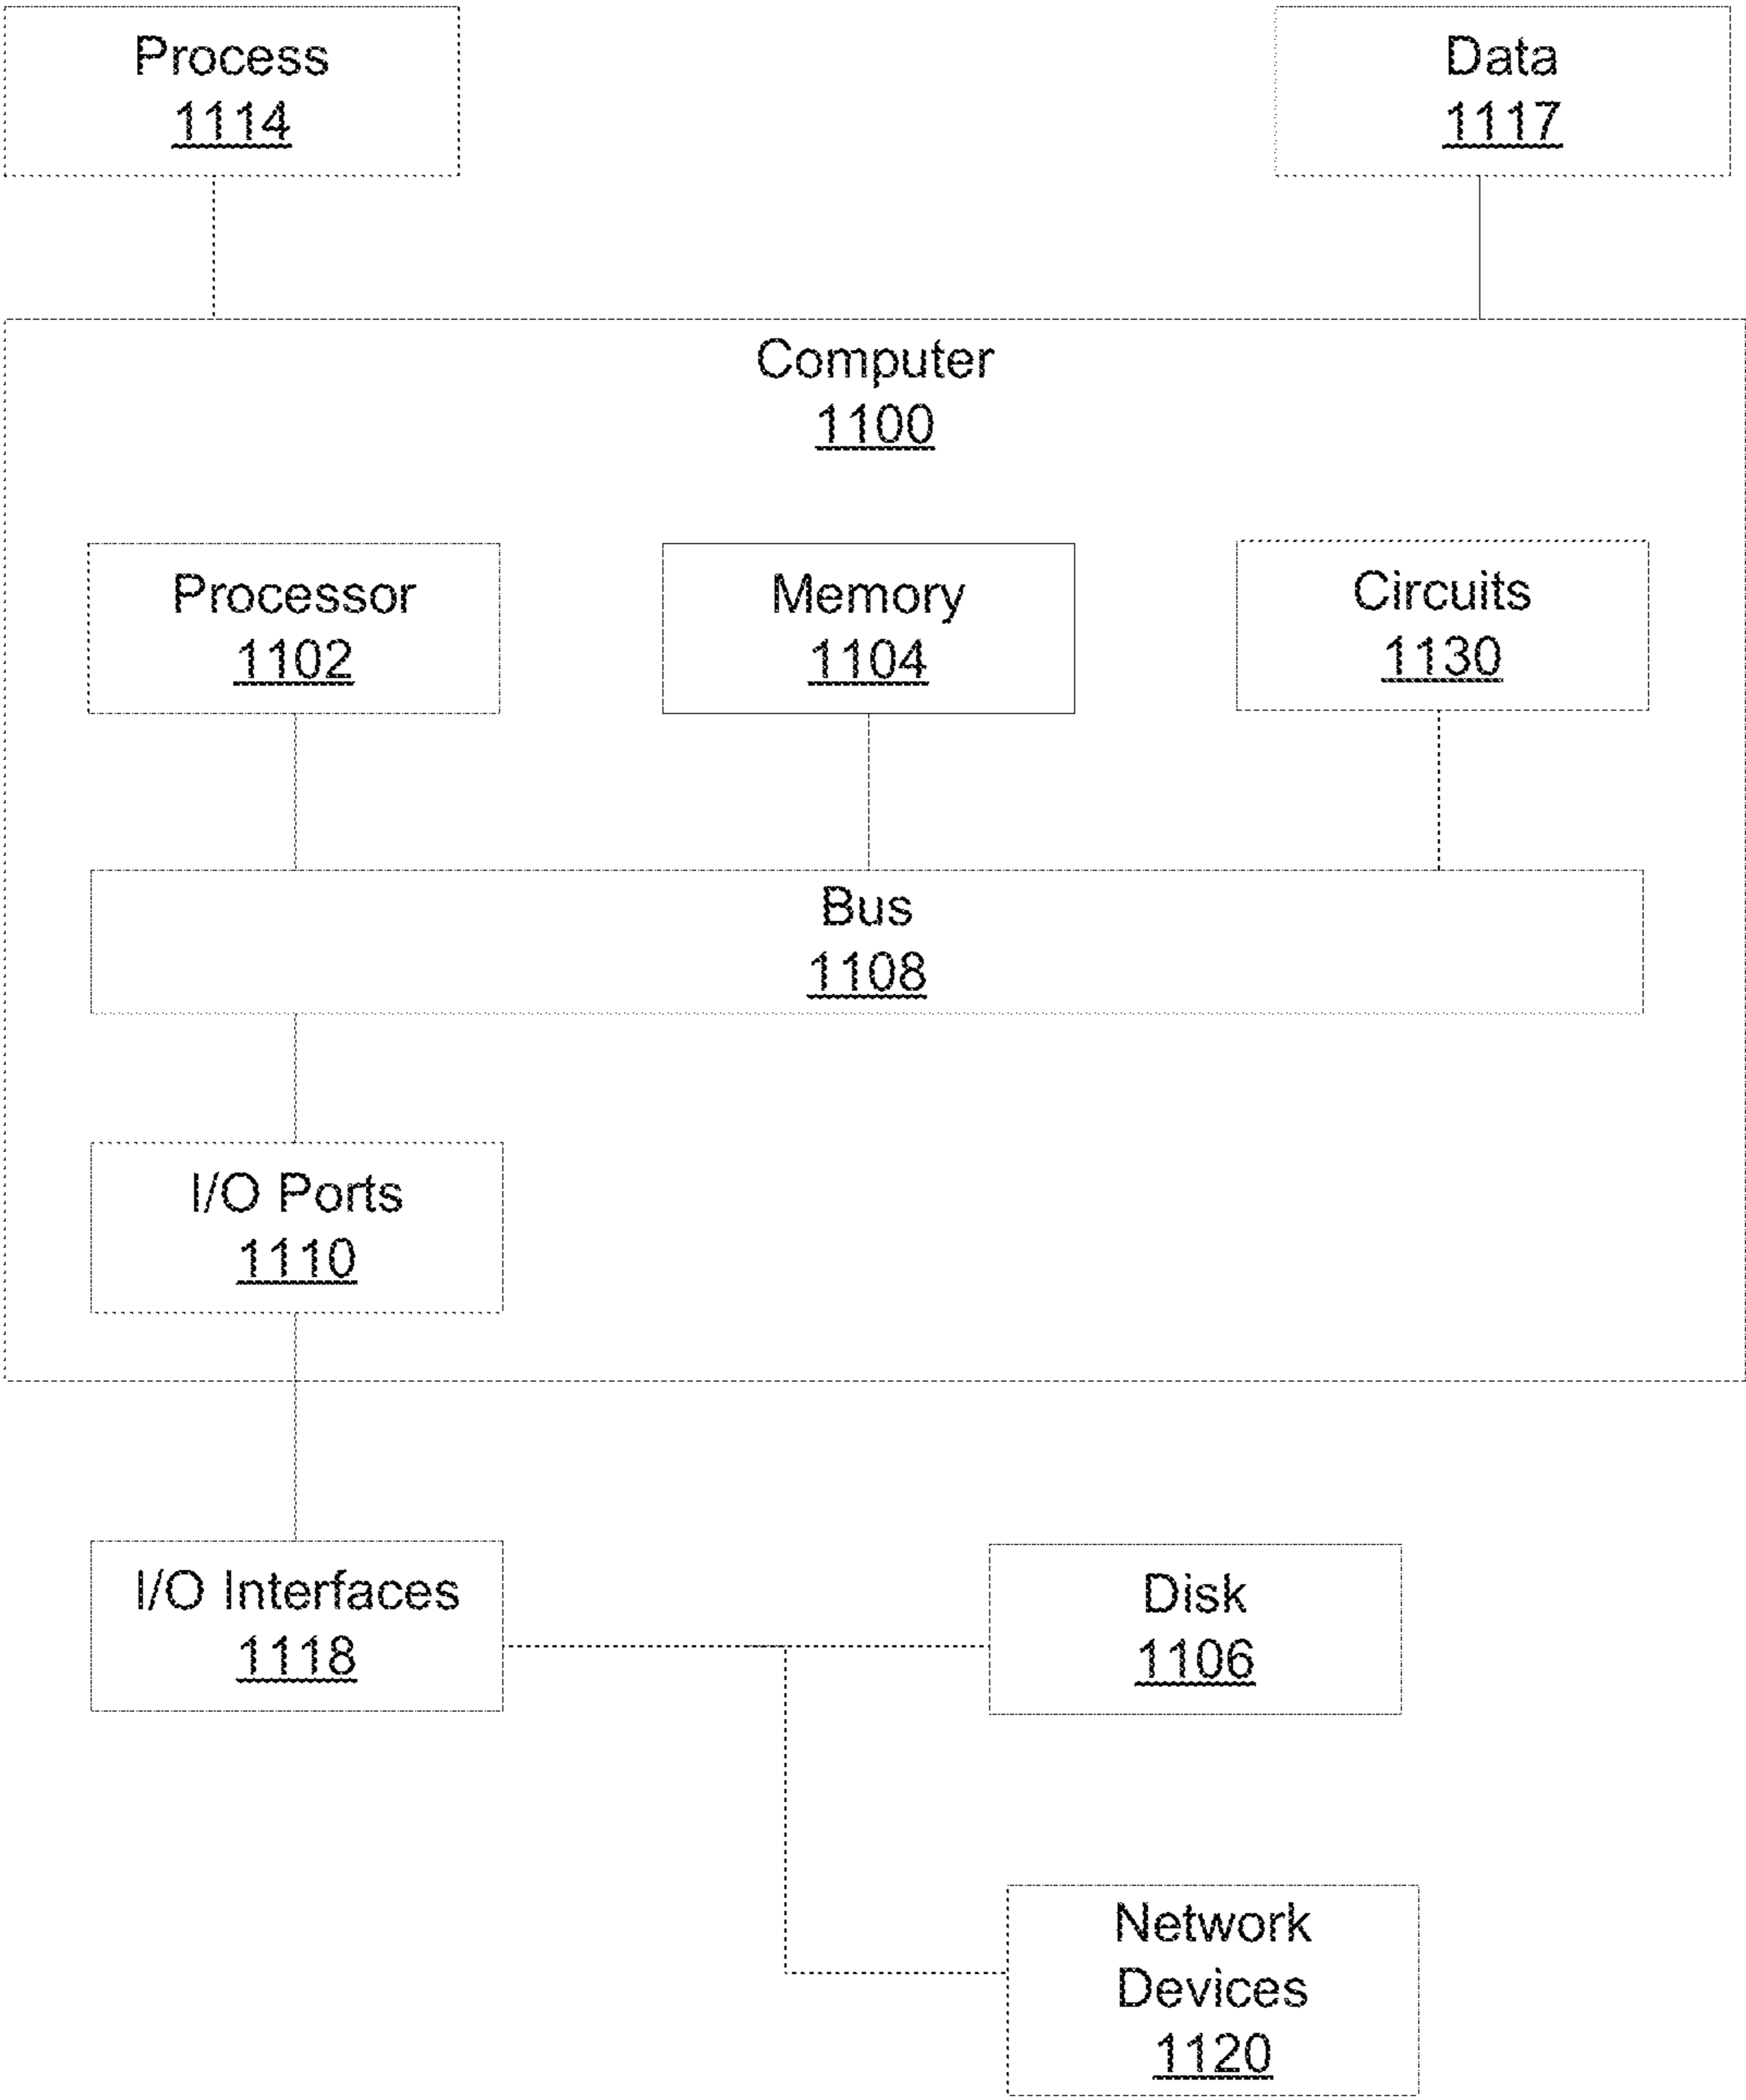 Process
1114
Data
1117
Computer
1100
Processor
1102
Memory
1104
Circuits
1130
Bus
1108
I/O Ports
1110
I/O Interfaces
1118
Disk
1106
Network
Devices
1120